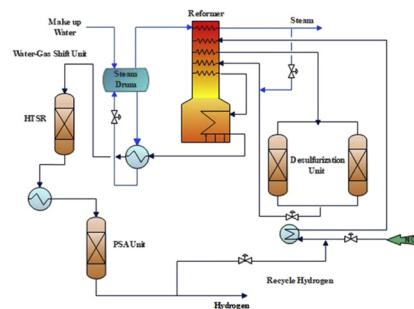 Reformer
Make up
Water
Steam
Water-Gas Shift Unit
Steam
Drum
HTSR
Desulfurization
Unit
PSA Unit
NG
Recycle Hydrogen
Hydrogen